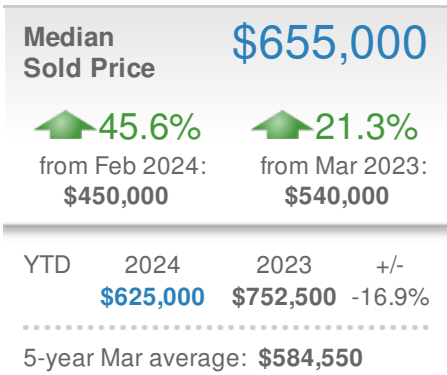 Median Sold Price $655,000
45.6% 21.3%
from Feb 2024: from Mar 2023:
$450,000 $540,000
YTD 2024 2023 +/-
$625,000 $752,500 -16.9%
5-year Mar average: $584,550